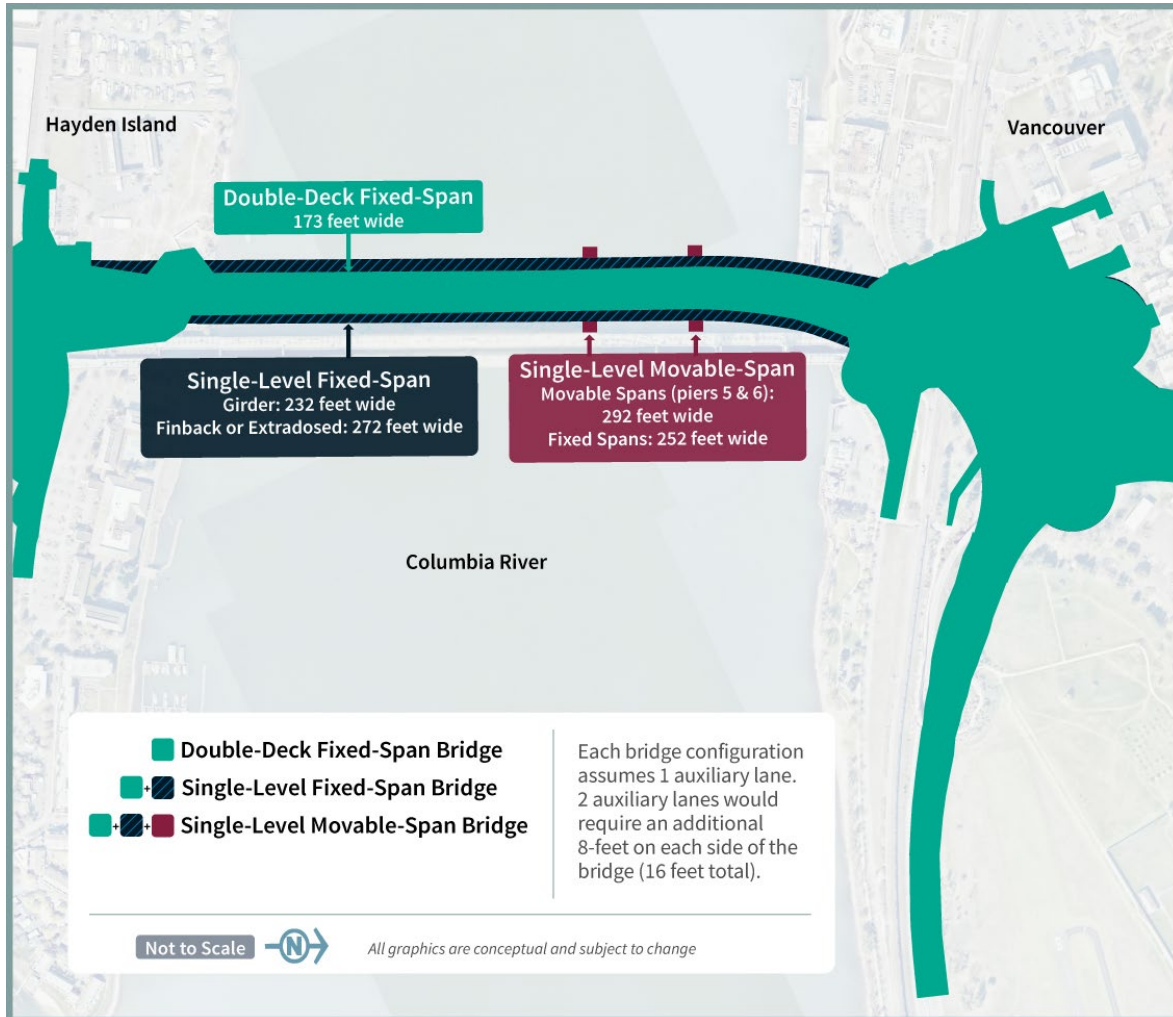 Hayden Island
Vancouver
Double-Deck Fixed-Span
173 feet wide
Single-Level Fixed-Span
Girder: 232 feet wide
Finback or Extradosed: 272 feet wide
Single-Level Movable-Span
Movable Spans (piers 5 & 6):
292 feet wide
Fixed Spans: 252 feet wide
Columbia River
Double-Deck Fixed-Span Bridge
+ Single-Level Fixed-Span Bridge
+ + Single-Level Movable-Span Bridge
Each bridge configuration
assumes 1 auxiliary lane.
2 auxiliary lanes would
require an additional
8-feet on each side of the
bridge (16 feet total).
Not to Scale
N
All graphics are conceptual and subject to change